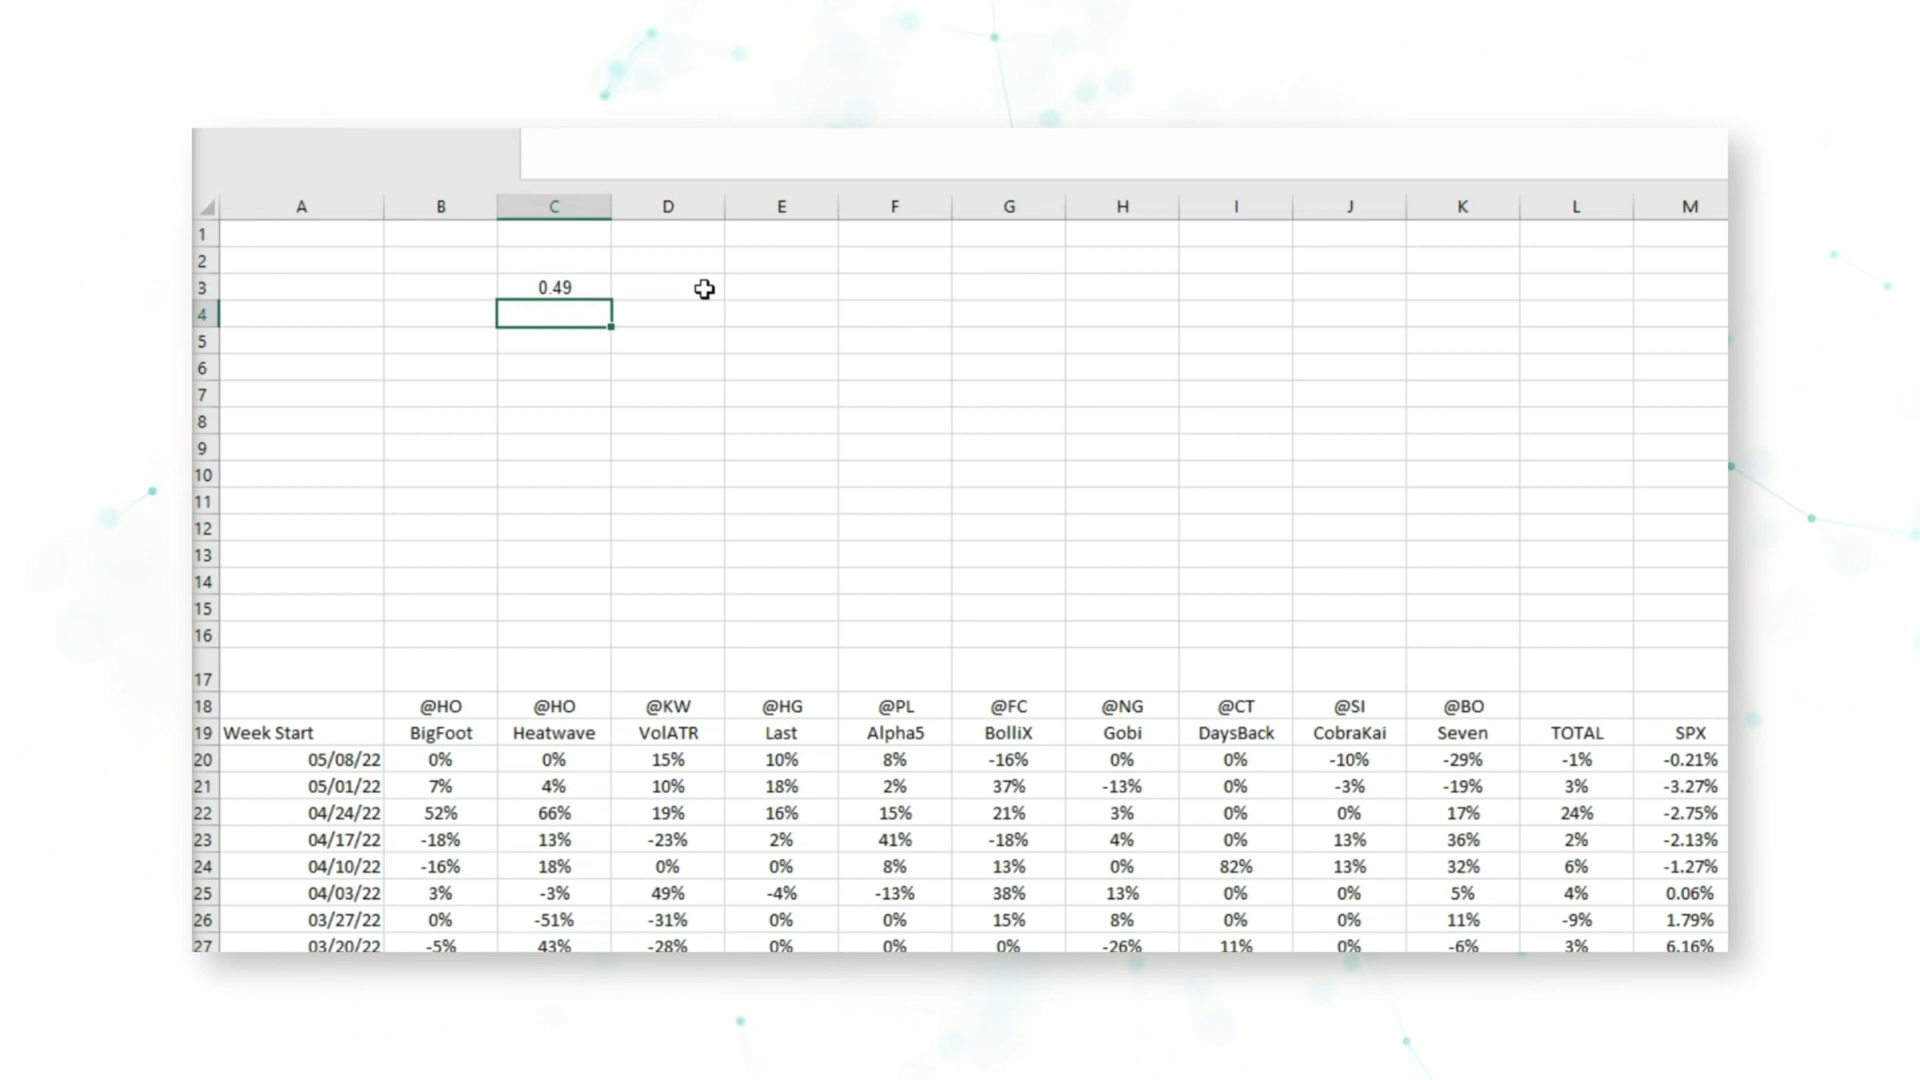 A B C D E F G H I J K L M
1
2
3 0.49
4
5
6
7
8
9
10
11
12
13
14
15
16
17
18 @HO @HO @KW @HG @PL @FC @NG @CT @SI @BO
19 Week Start BigFoot Heatwave VolATR Last Alpha5 BolliX Gobi DaysBack CobraKai Seven TOTAL SPX
20 05/08/22 0% 0% 15% 10% 8% -16% 0% 0% -10% -29% -1% -0.21%
21 05/01/22 7% 4% 10% 18% 2% 37% -13% 0% -3% -19% 3% -3.27%
22 04/24/22 52% 66% 19% 16% 15% 21% 3% 0% 0% 17% 24% -2.75%
23 04/17/22 -18% 13% -23% 2% 41% -18% 4% 0% 13% 36% 2% -2.13%
24 04/10/22 -16% 18% 0% 0% 8% 13% 0% 82% 13% 32% 6% -1.27%
25 04/03/22 3% -3% 49% -4% -13% 38% 13% 0% 0% 5% 4% 0.06%
26 03/27/22 0% -51% -31% 0% 0% 15% 8% 0% 0% 11% -9% 1.79%
27 03/20/22 -5% 43% -28% 0% 0% 0% -26% 11% 0% -6% 3% 6.16%